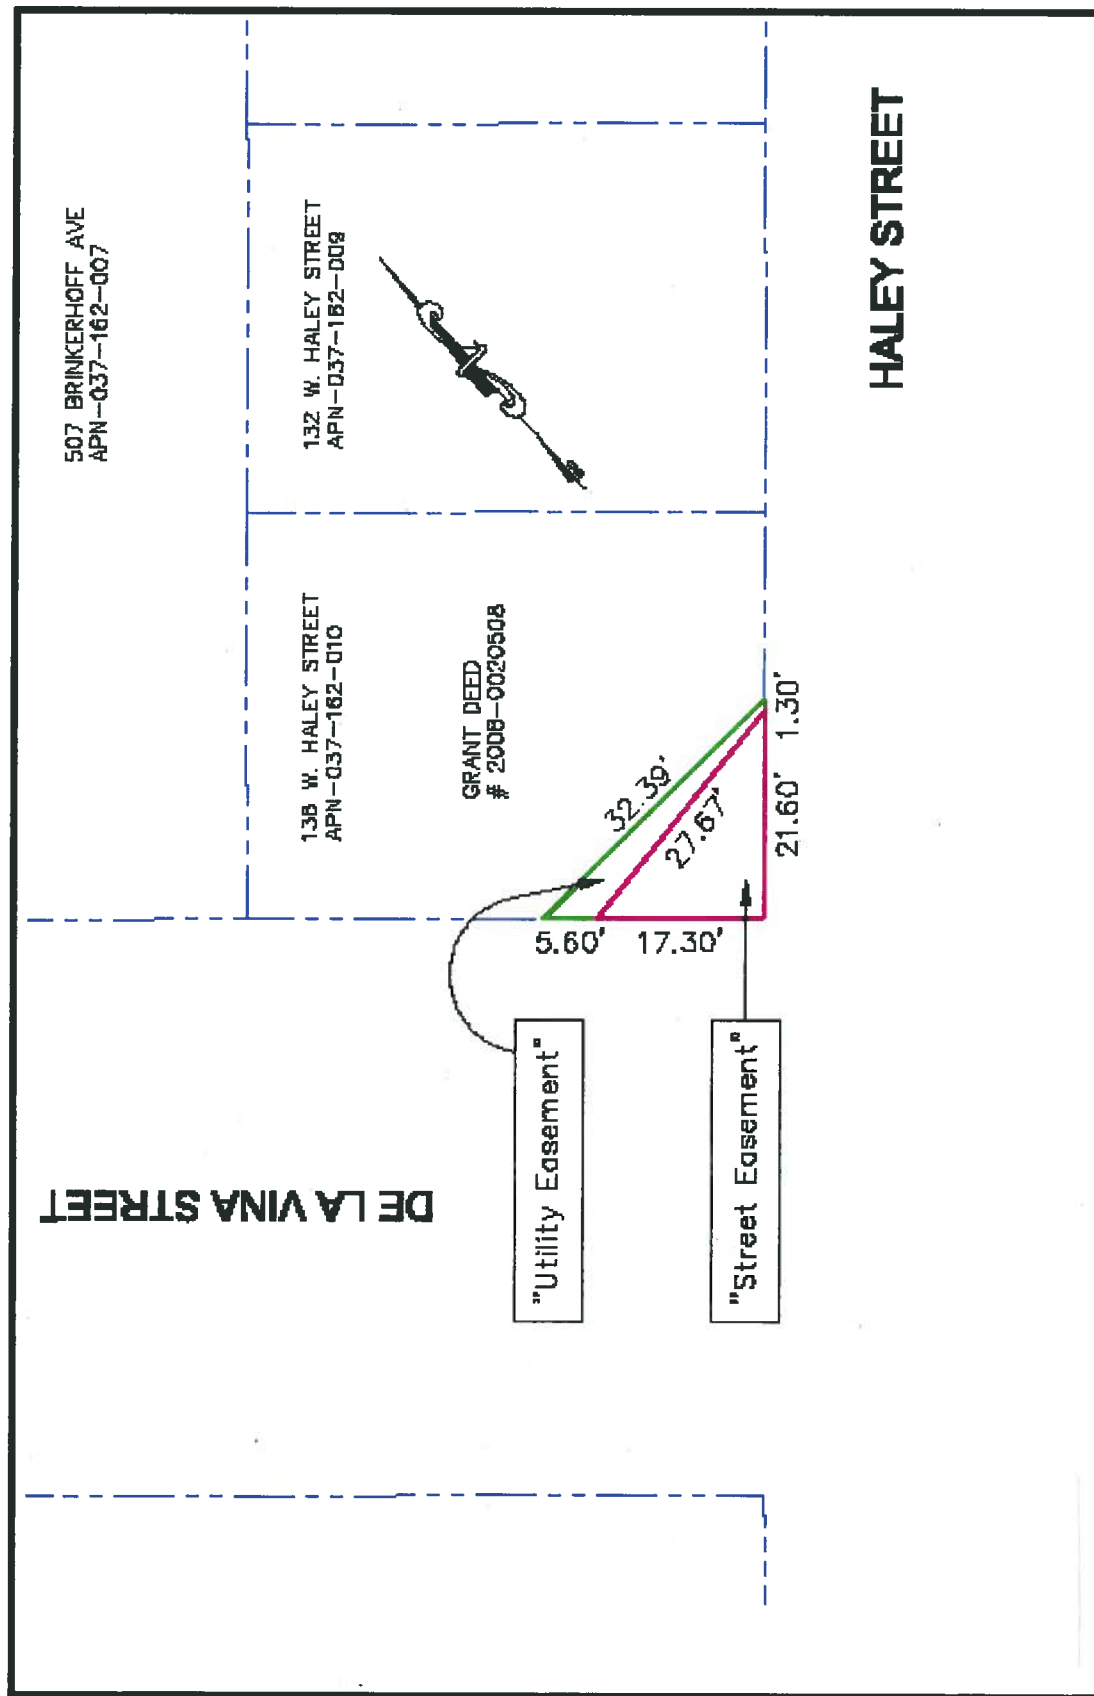 507 BRINKERHOFF AVE
APN-037-162-007
132 W. HALEY STREET
APN-037-162-009
138 W. HALEY STREET
APN-037-162-010
GRANT DEED
# 2008-0020508
HALEY STREET
DE LA VINA STREET
32.39'
27.67'
5.60'
17.30'
21.60'
1.30'
"Utility Easement"
"Street Easement"